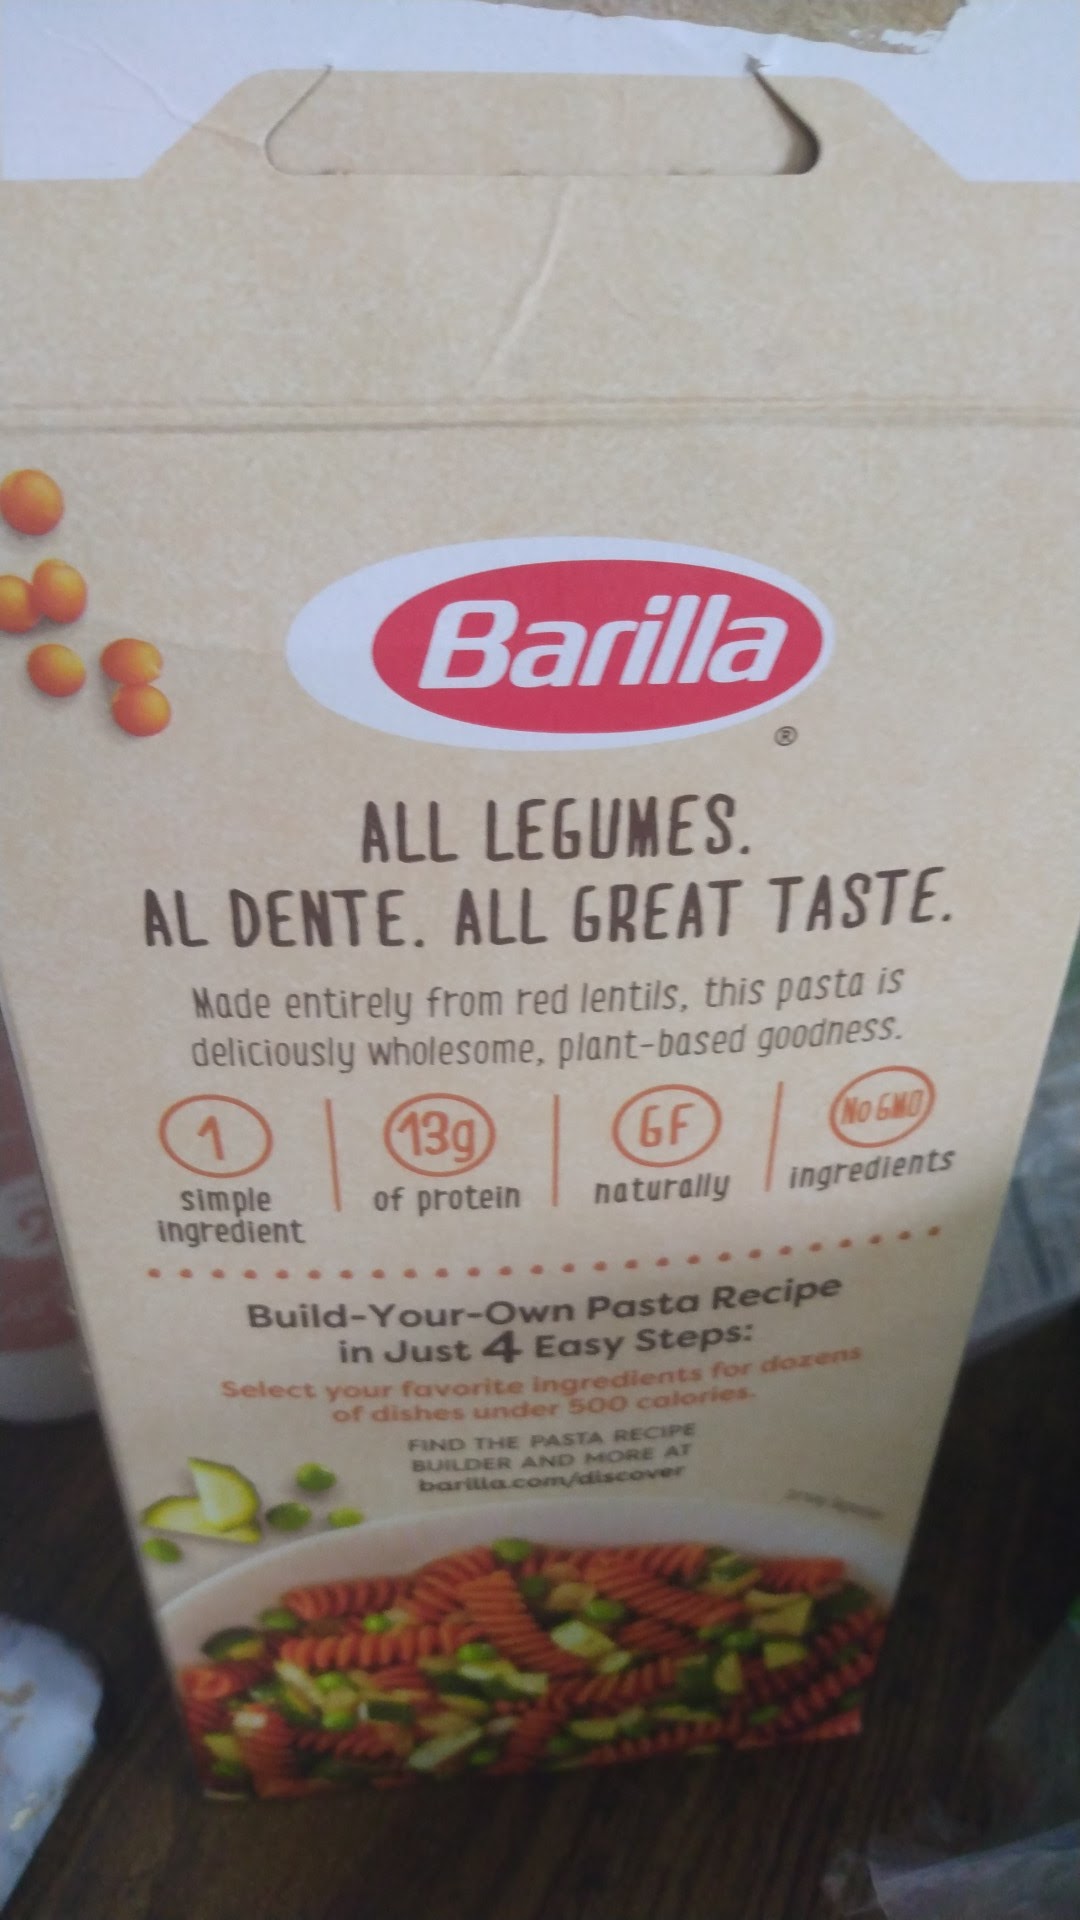 Barilla
®
ALL LEGUMES.
AL DENTE. ALL GREAT TASTE.
Made entirely from red lentils, this pasta is
deliciously wholesome, plant-based goodness.
1
simple
ingredient
13g
of protein
GF
naturally
No GMO
ingredients
Build-Your-Own Pasta Recipe
in Just 4 Easy Steps:
Select your favorite ingredients for dozens
of dishes under 500 calories.
FIND THE PASTA RECIPE
BUILDER AND MORE AT
barilla.com/discover